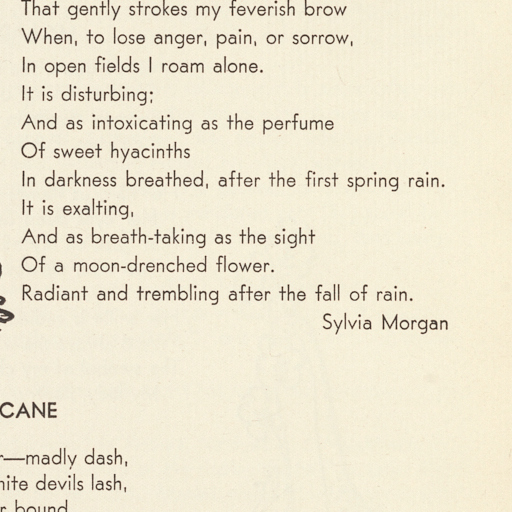 That gently strokes my feverish brow
When, to lose anger, pain, or sorrow,
In open fields I roam alone.
It is disturbing;
And as intoxicating as the perfume
Of sweet hyacinths
In darkness breathed, after the first spring rain.
It is exalting,
And as breath-taking as the sight
Of a moon-drenched flower.
Radiant and trembling after the fall of rain.
Sylvia Morgan
CANE
—madly dash,
devils lash,
bound